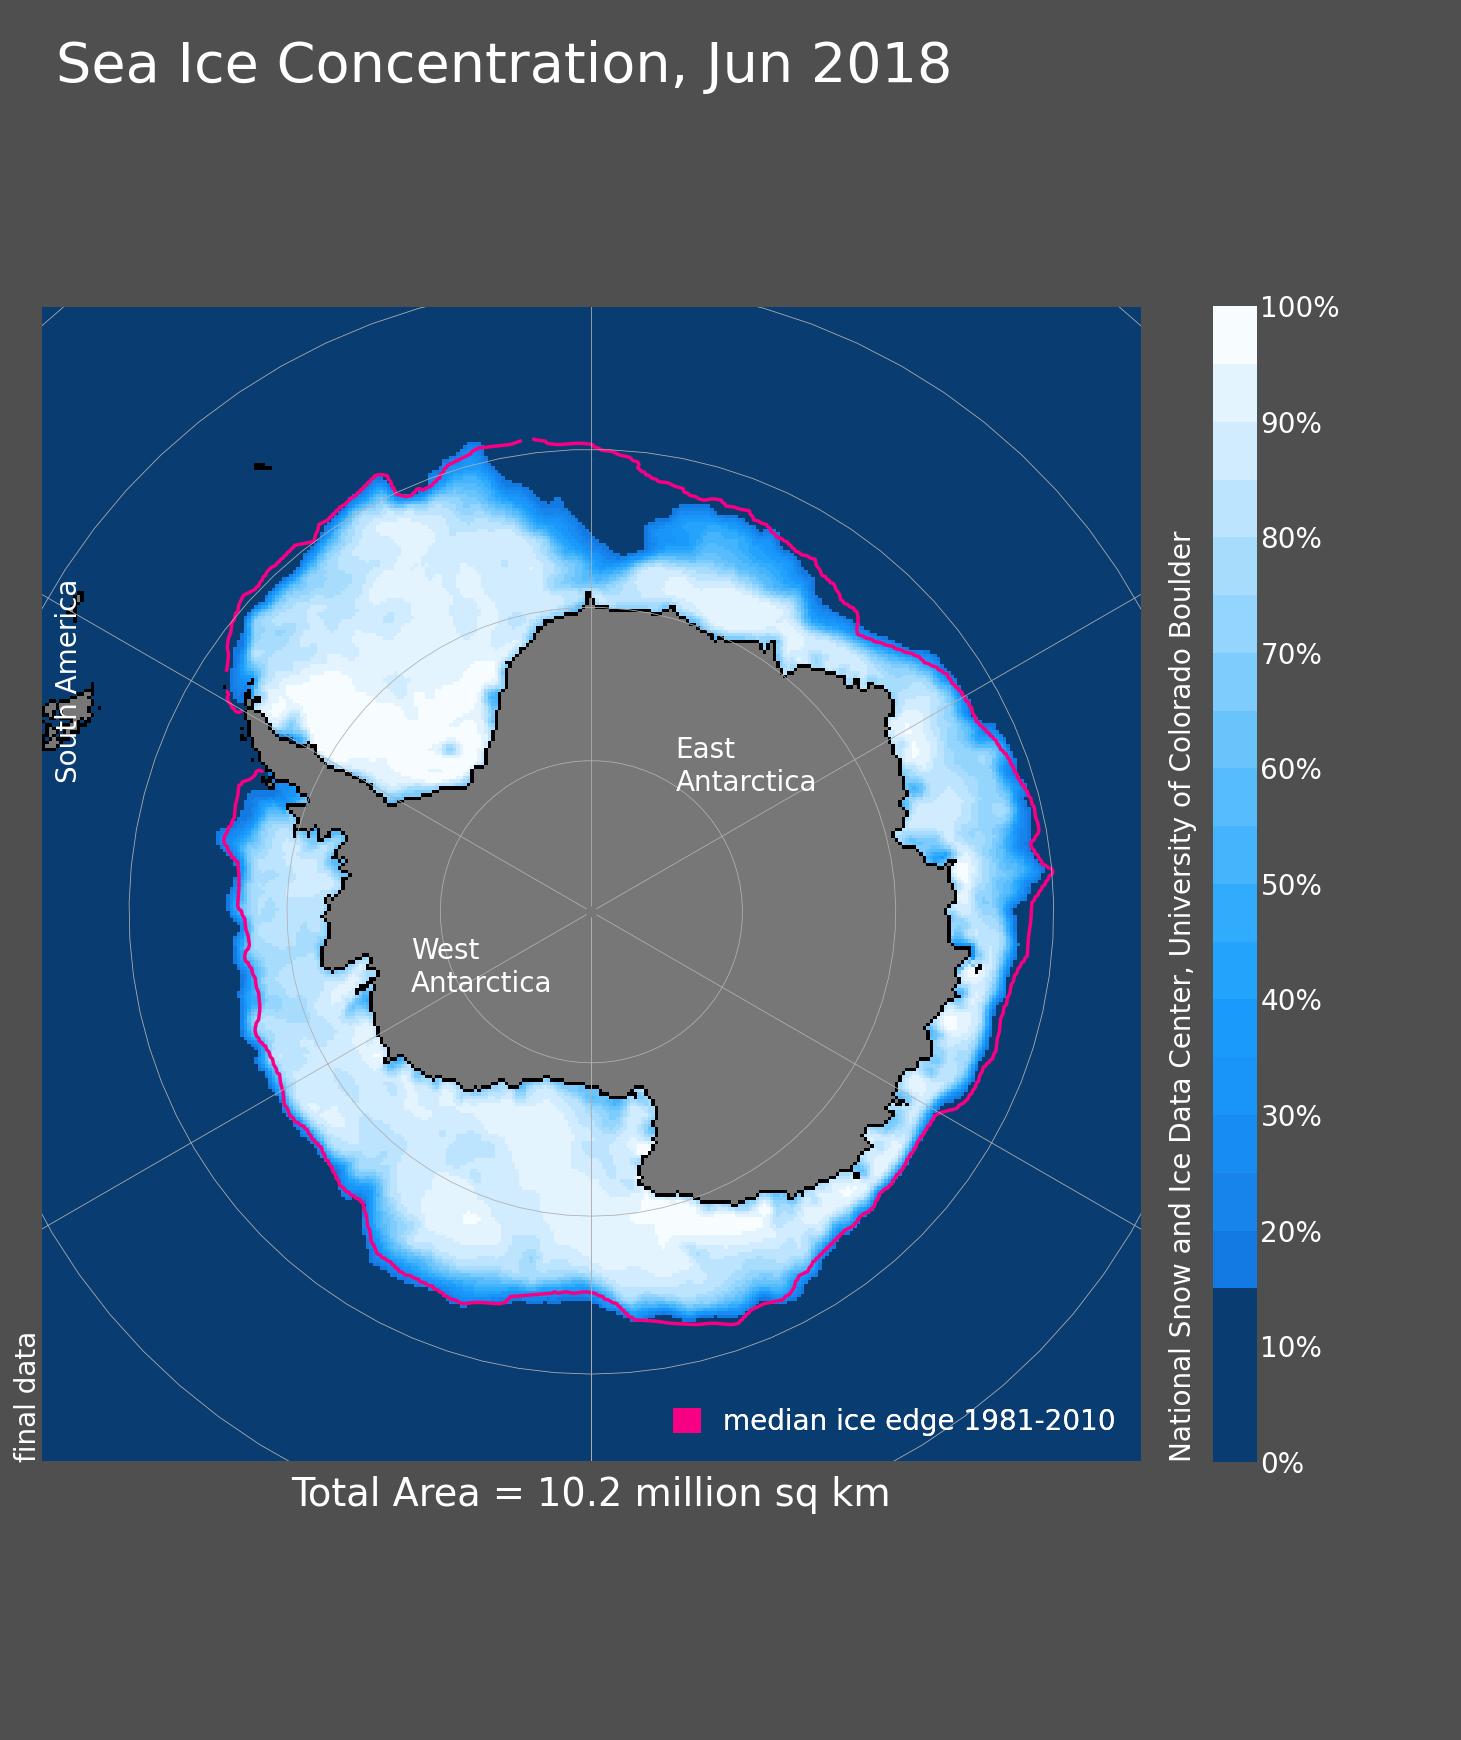 Sea Ice Concentration, Jun 2018
South America
East
Antarctica
West
Antarctica
final data
median ice edge 1981-2010
Total Area = 10.2 million sq km
National Snow and Ice Data Center, University of Colorado Boulder
100%
90%
80%
70%
60%
50%
40%
30%
20%
10%
0%